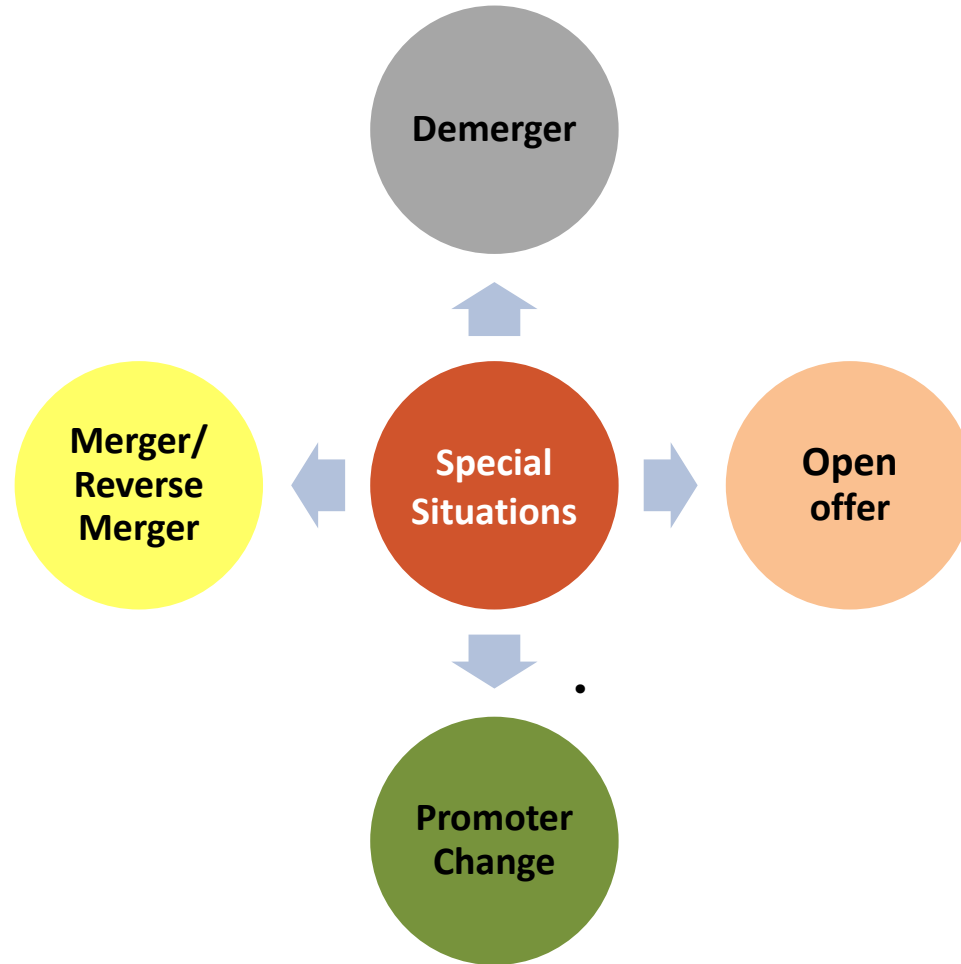 Demerger
Merger/
Reverse
Merger
Special
Situations
Open
offer
.
Promoter
Change